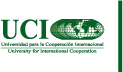 UCI
Universidad para la Cooperación Internacional
University for International Cooperation